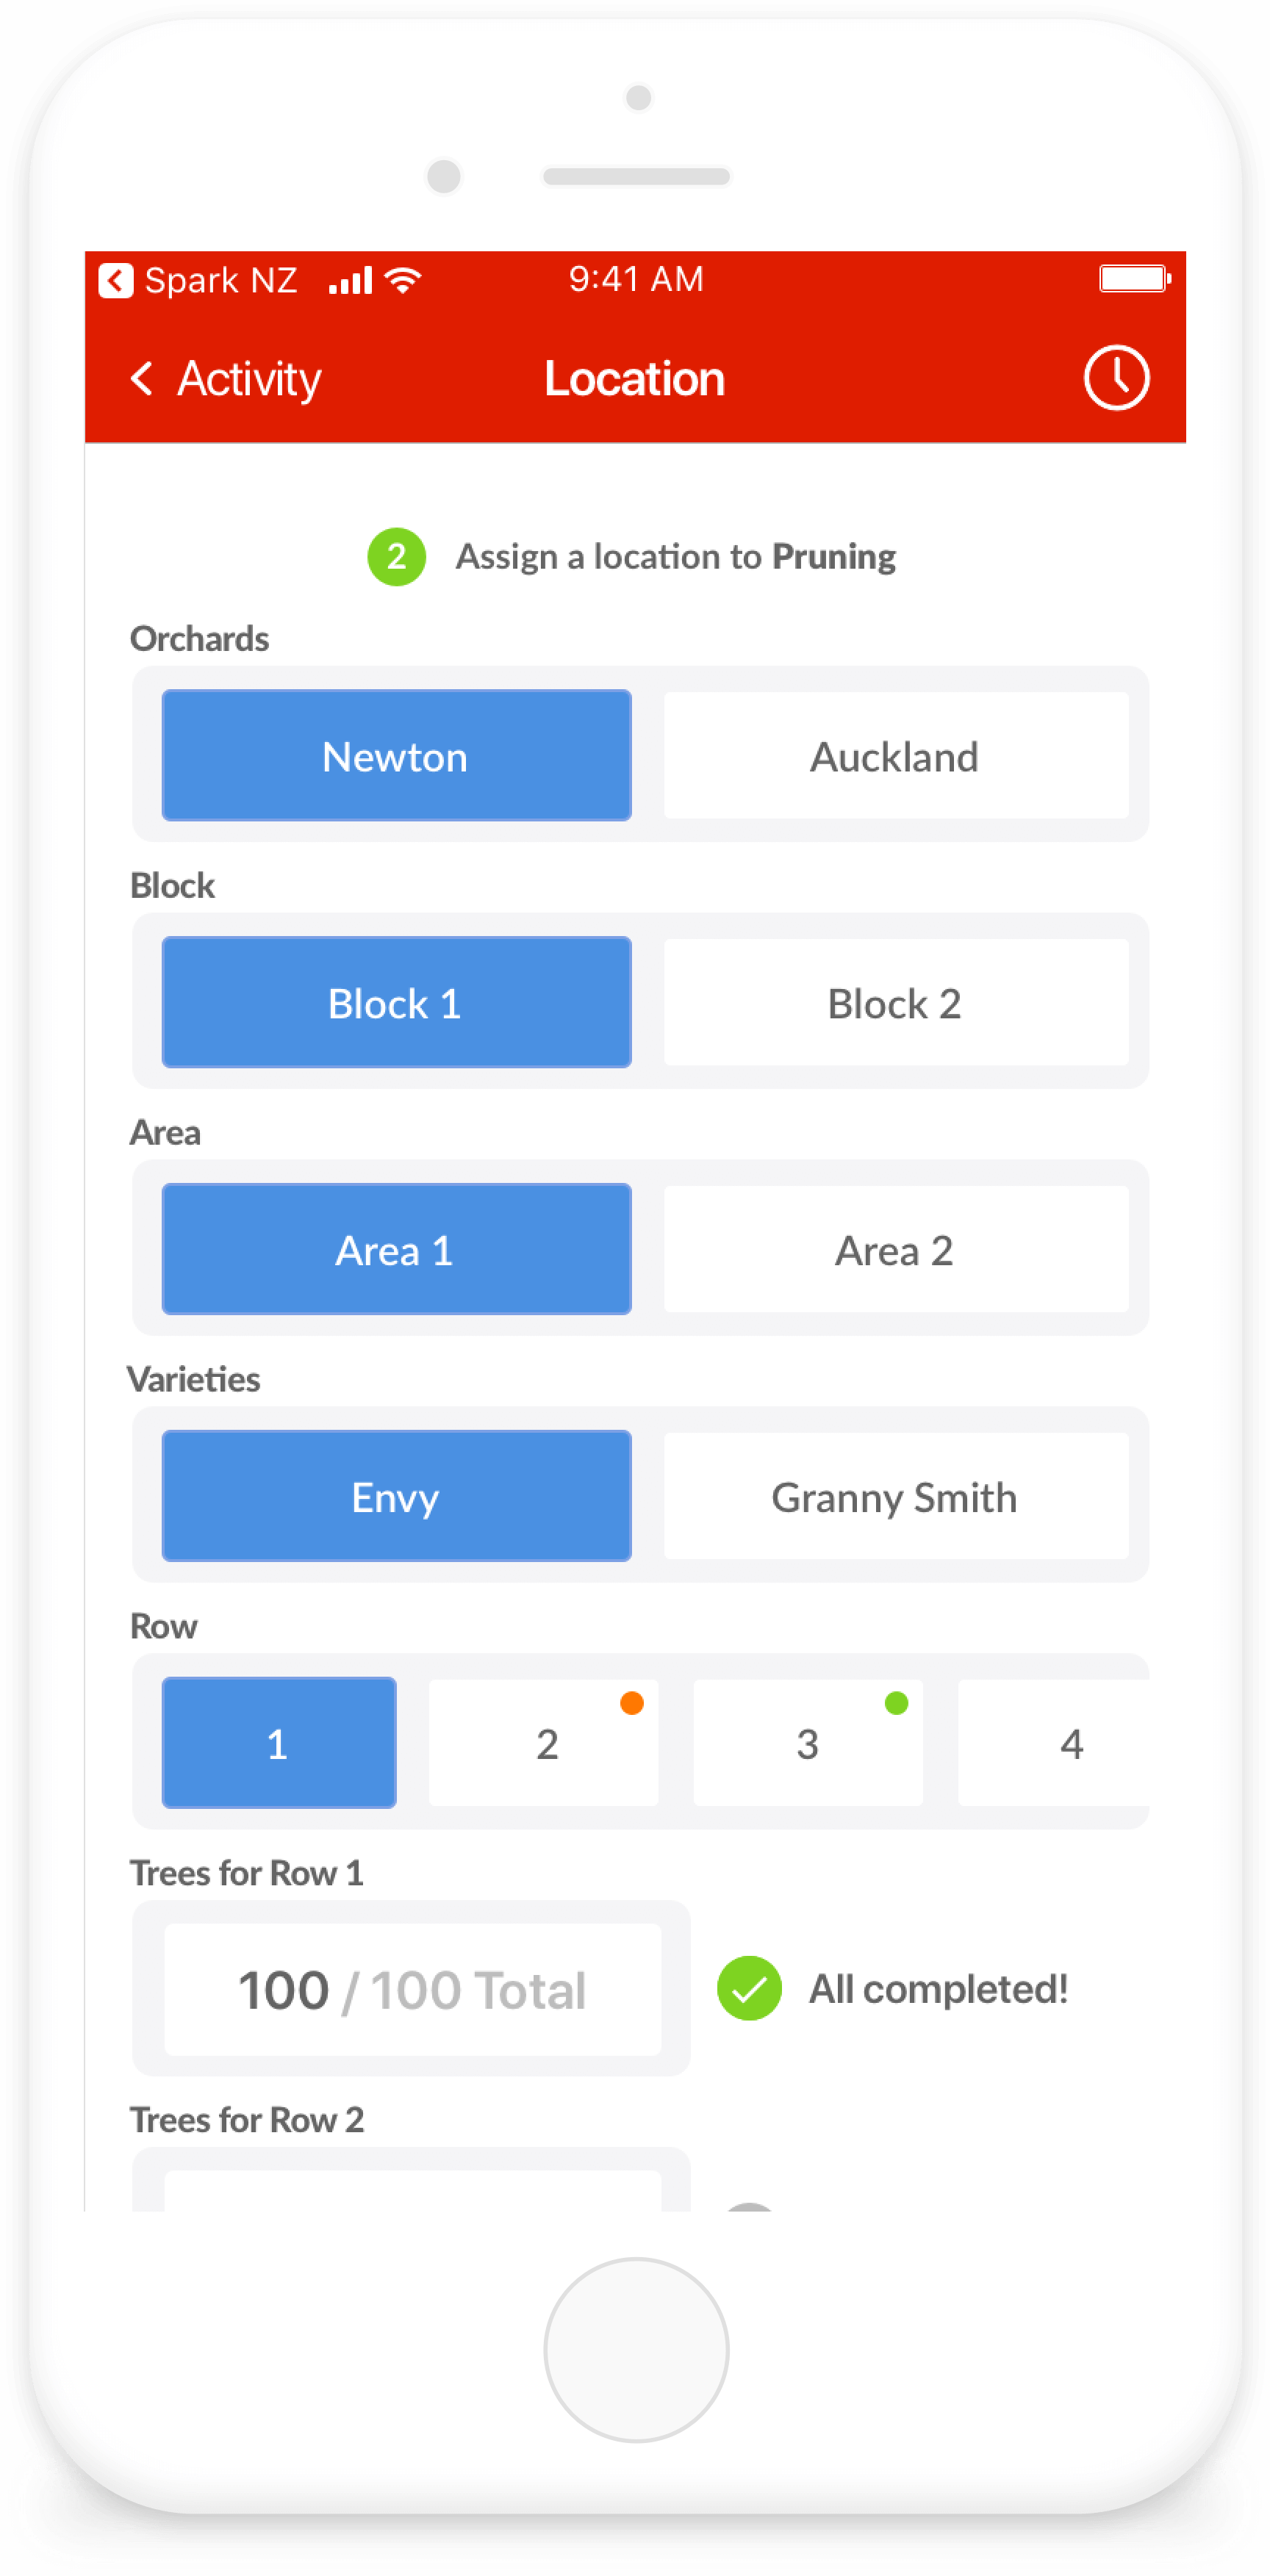 Spark NZ 9:41 AM
Activity Location
2 Assign a location to Pruning
Orchards
Newton Auckland
Block
Block 1 Block 2
Area
Area 1 Area 2
Varieties
Envy Granny Smith
Row
1 2 3 4
Trees for Row 1
100 / 100 Total All completed!
Trees for Row 2